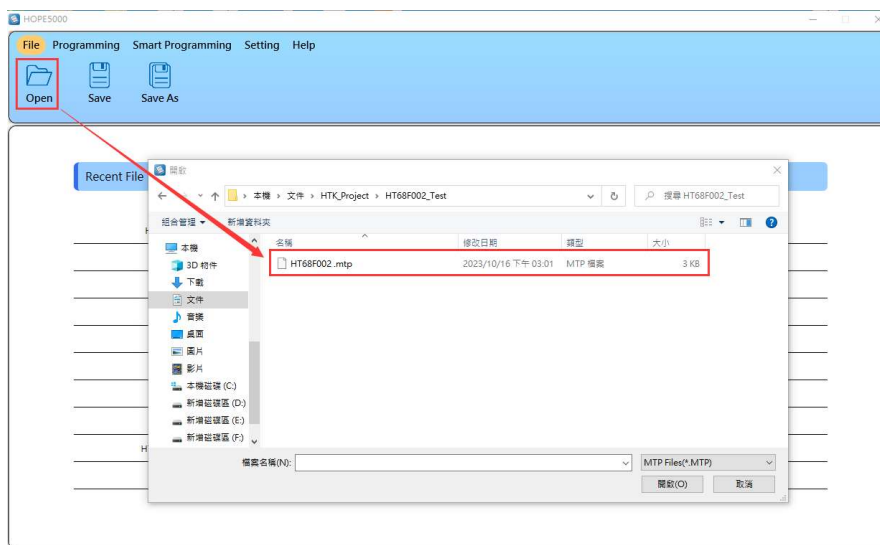 HOPE5000
File Programming Smart Programming Setting Help
Open Save Save As
Recent File
開啟
本機 › 文件 › HTK_Project › HT68F002_Test
搜尋 HT68F002_Test
組合管理 新增資料夾
名稱 修改日期 類型 大小
HT68F002_.mtp 2023/10/16 下午 03:01 MTP 檔案 3 KB
本機
3D 物件
下載
文件
音樂
桌面
圖片
影片
本機磁碟 (C:)
新增磁碟區 (D:)
新增磁碟區 (E:)
新增磁碟區 (F:)
檔案名稱(N):
MTP Files(*.MTP)
開啟(O) 取消